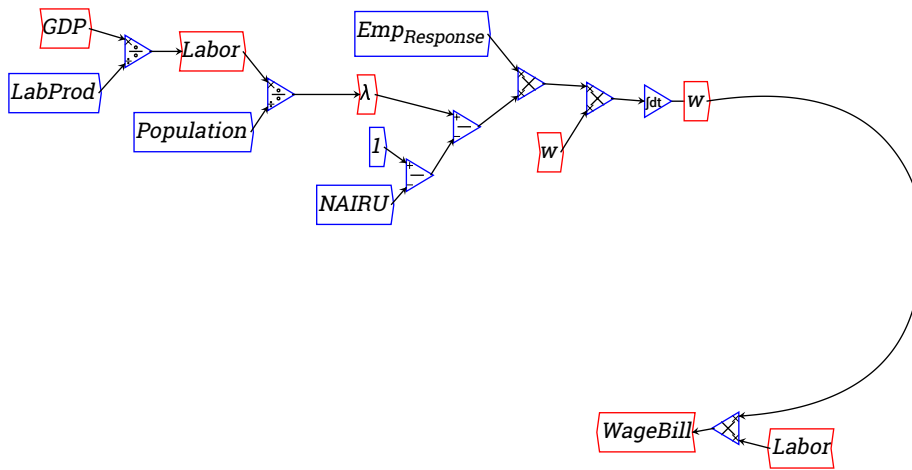 GDP
LabProd
Labor
Population
Emp_Response
λ
1
NAIRU
w
∫dt
w
WageBill
Labor